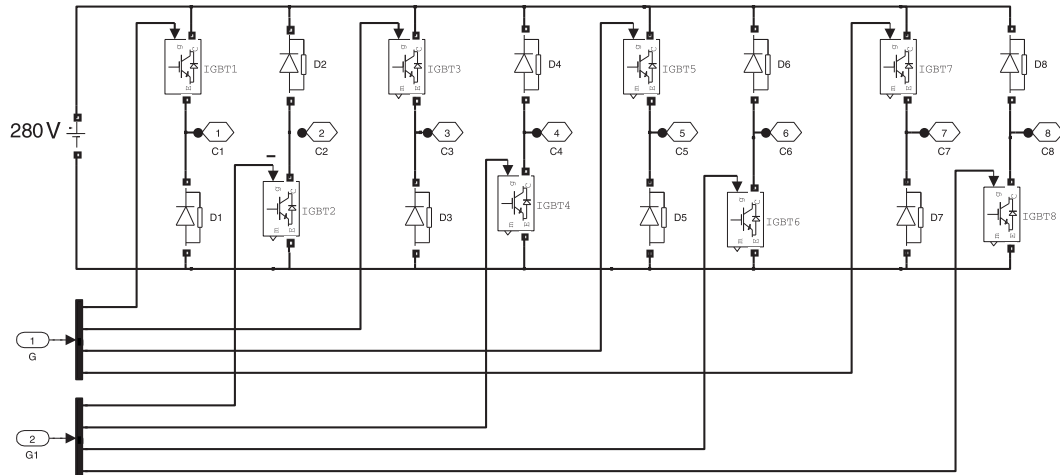 280V
g C
m E
IGBT1
D2
g C
m E
IGBT3
D4
g C
m E
IGBT5
D6
g C
m E
IGBT7
D8
1
C1
2
C2
3
C3
4
C4
5
C5
6
C6
7
C7
8
C8
D1
g C
m E
IGBT2
D3
g C
m E
IGBT4
D5
g C
m E
IGBT6
D7
g C
m E
IGBT8
1
G
2
G1